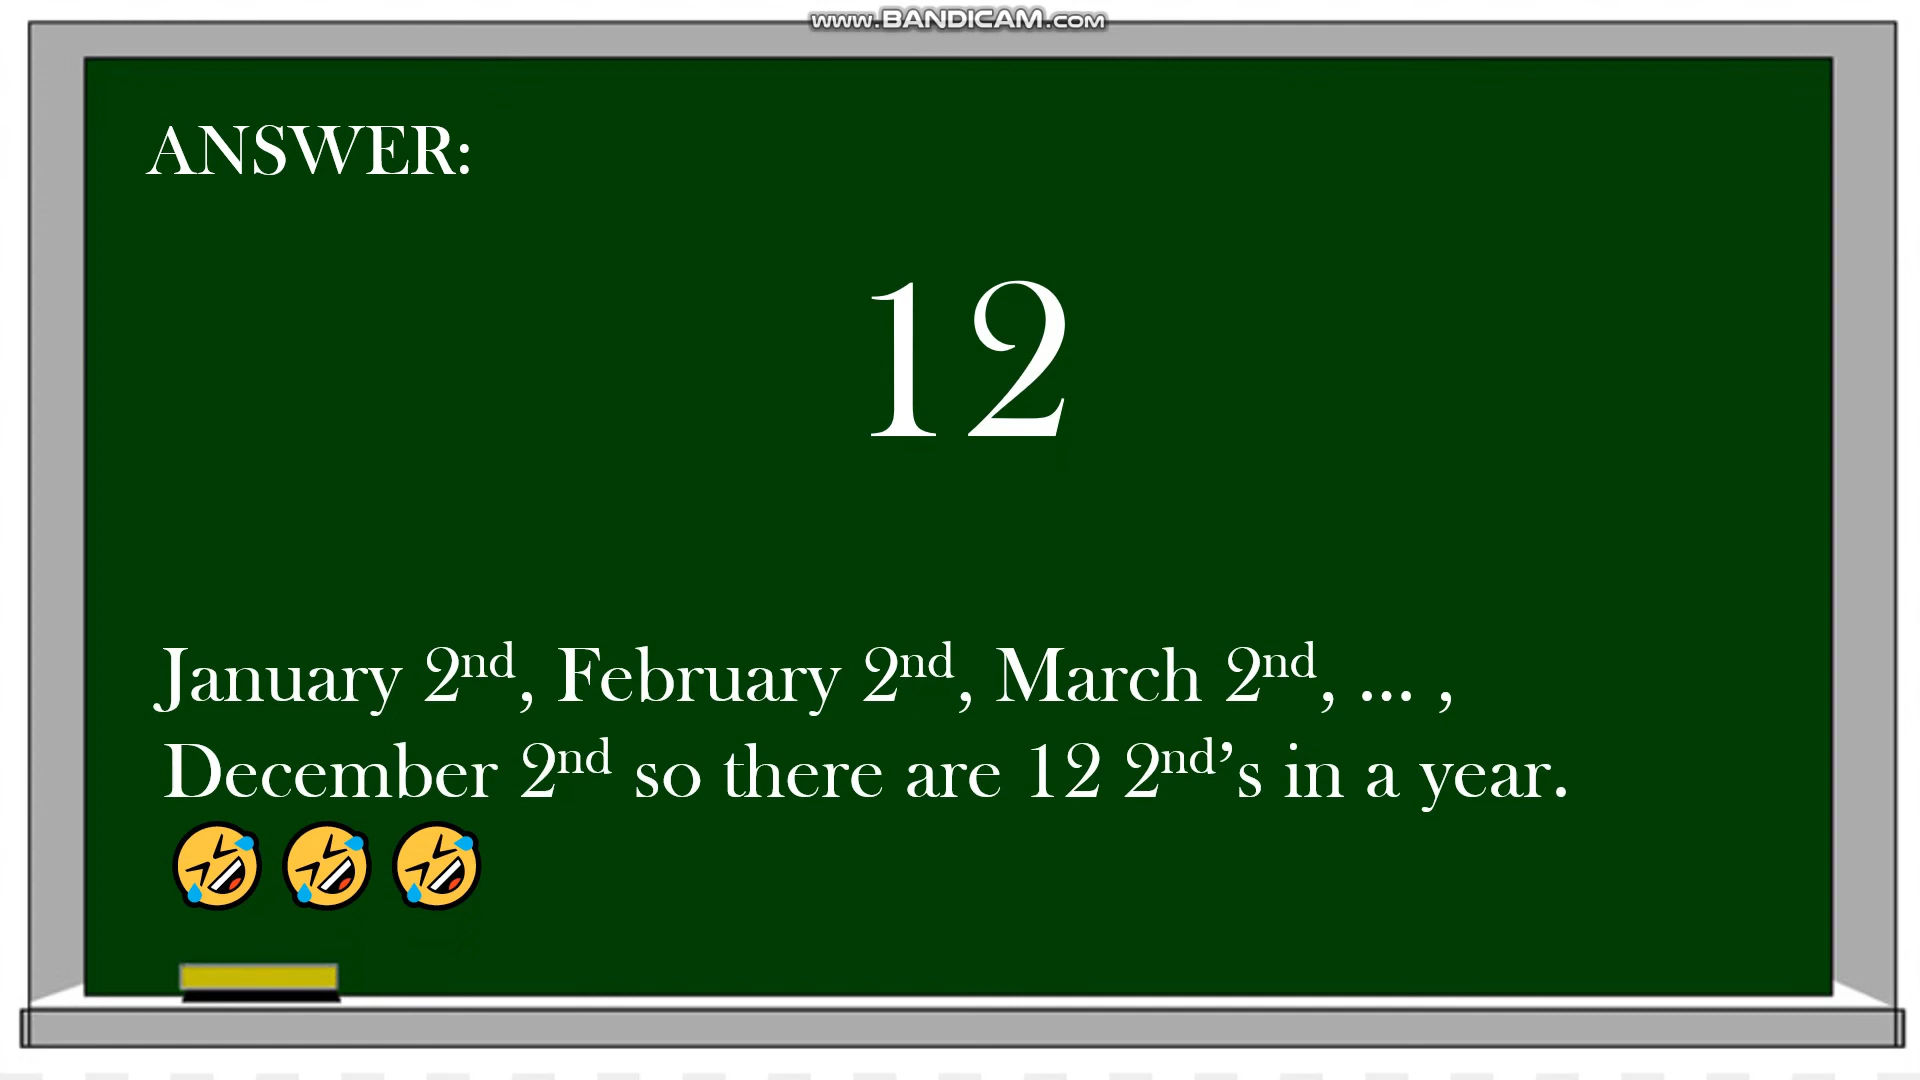 www.BANDICAM.com
ANSWER:
12
January 2nd, February 2nd, March 2nd, ... ,
December 2nd so there are 12 2nd’s in a year.